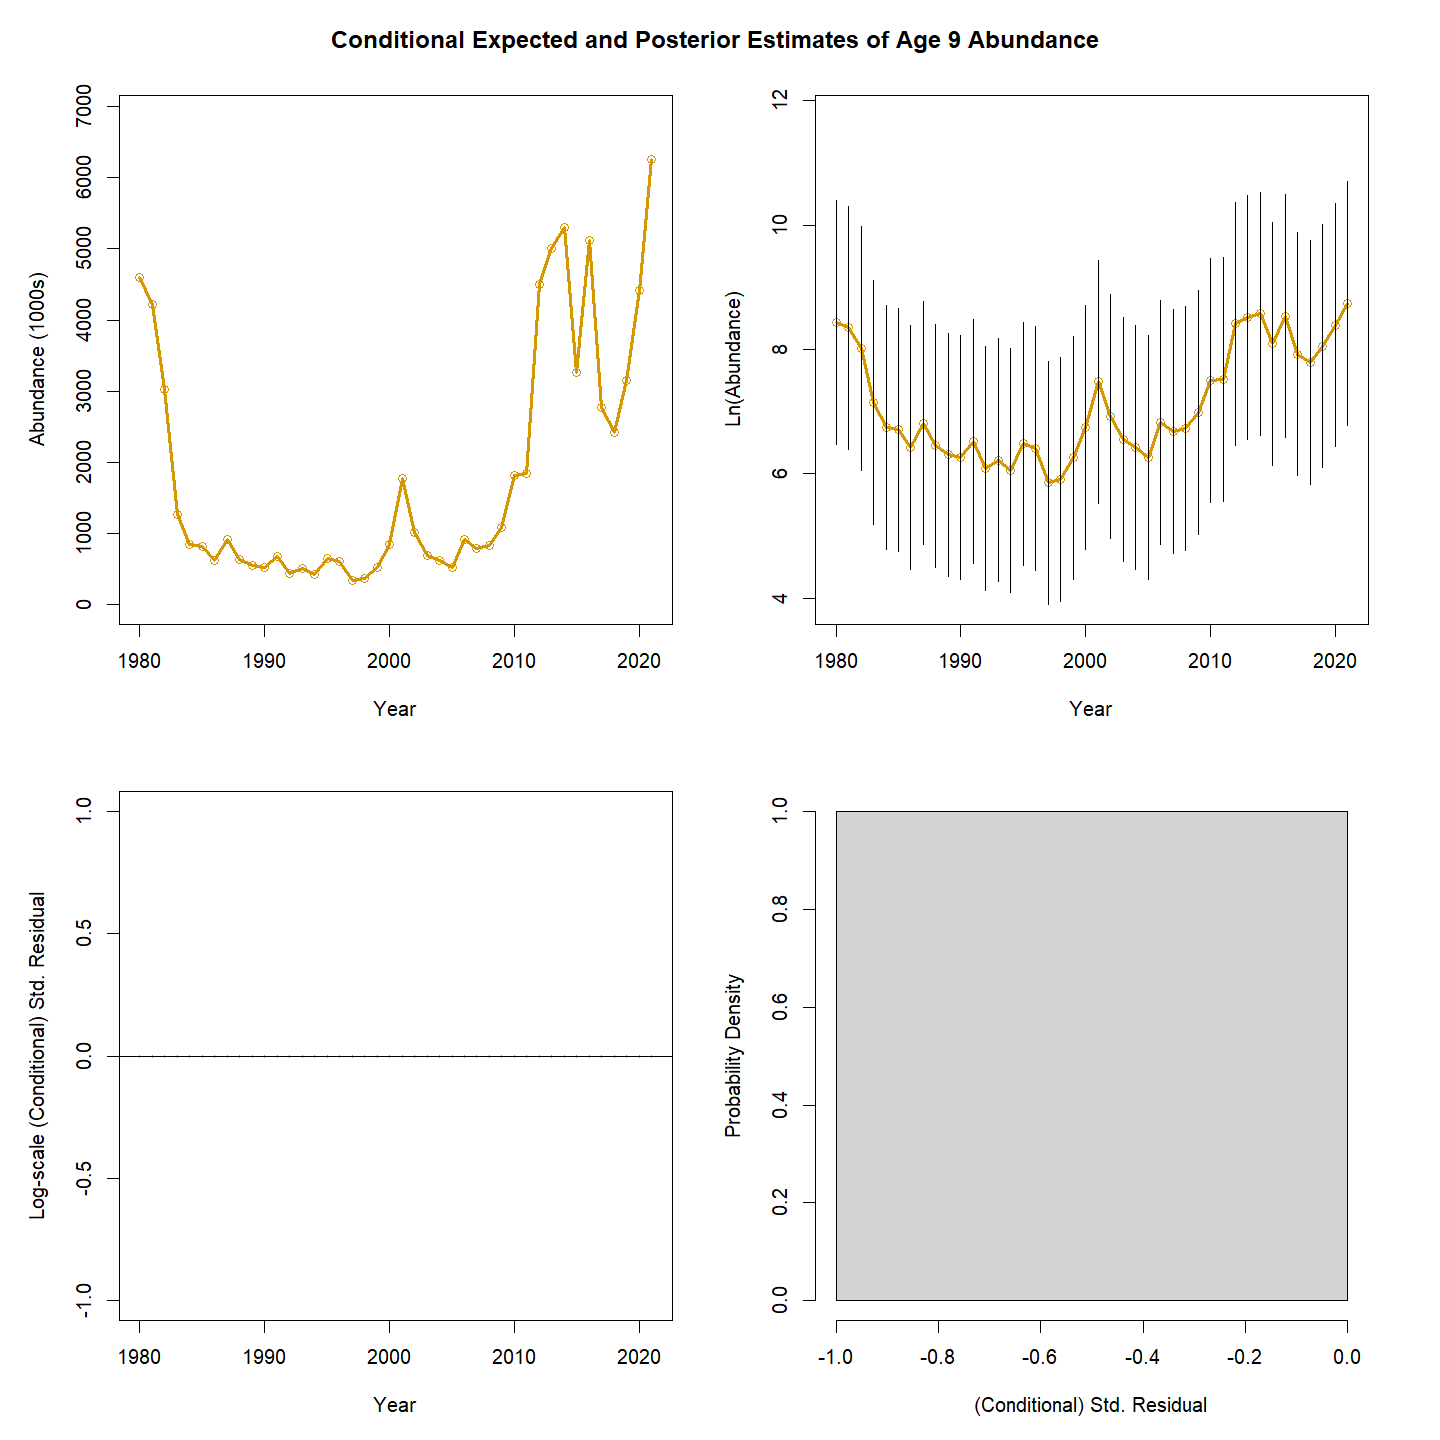 Conditional Expected and Posterior Estimates of Age 9 Abundance
Abundance (1000s)
7000
6000
5000
4000
3000
2000
1000
0
1980 1990 2000 2010 2020
Year
Ln(Abundance)
12
10
8
6
4
1980 1990 2000 2010 2020
Year
Log-scale (Conditional) Std. Residual
1.0
0.5
0.0
-0.5
-1.0
1980 1990 2000 2010 2020
Year
Probability Density
1.0
0.8
0.6
0.4
0.2
0.0
-1.0 -0.8 -0.6 -0.4 -0.2 0.0
(Conditional) Std. Residual